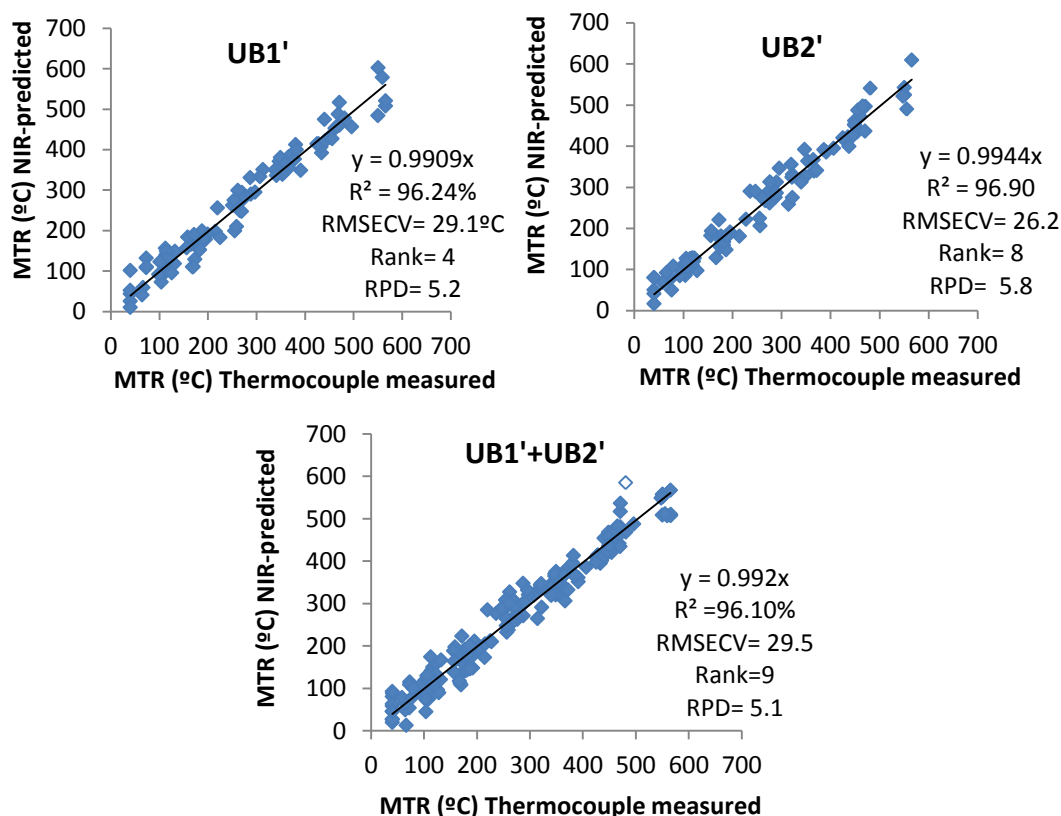 UB1'
MTR (ºC) NIR-predicted
700
600
500
400
300
200
100
0
y = 0.9909x
R² = 96.24%
RMSECV= 29.1ºC
Rank= 4
RPD= 5.2
0 100 200 300 400 500 600 700
MTR (ºC) Thermocouple measured
UB2'
MTR (ºC) NIR-predicted
700
600
500
400
300
200
100
0
y = 0.9944x
R² = 96.90
RMSECV= 26.2
Rank= 8
RPD= 5.8
0 100 200 300 400 500 600 700
MTR (ºC) Thermocouple measured
UB1'+UB2'
MTR (ºC) NIR-predicted
700
600
500
400
300
200
100
0
y = 0.992x
R² =96.10%
RMSECV= 29.5
Rank=9
RPD= 5.1
0 100 200 300 400 500 600 700
MTR (ºC) Thermocouple measured